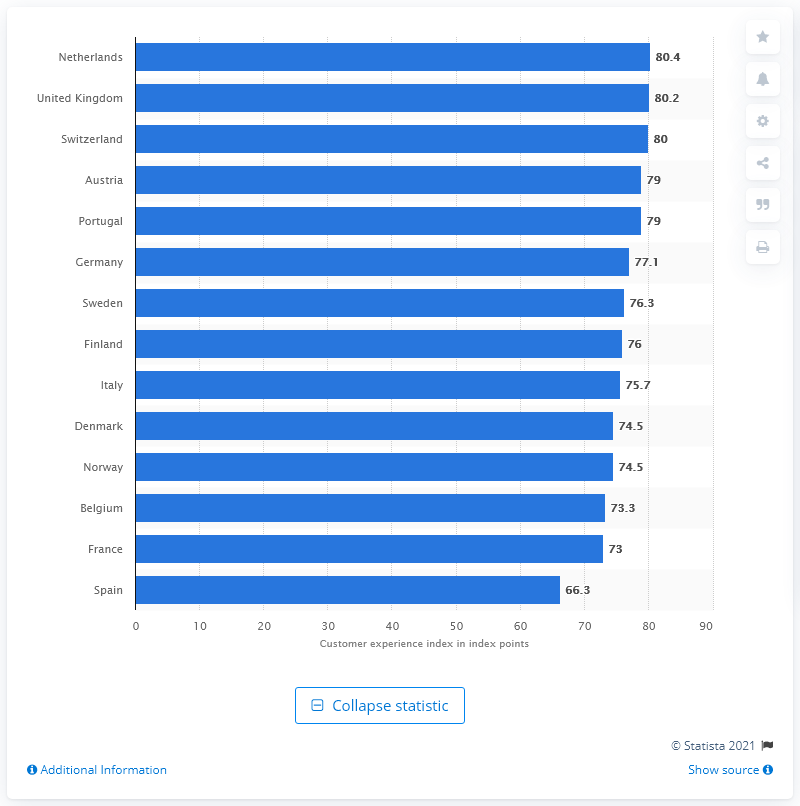 Netherlands 80.4
United Kingdom 80.2
Switzerland 80
Austria 79
Portugal 79
Germany 77.1
Sweden 76.3
Finland 76
Italy 75.7
Denmark 74.5
Norway 74.5
Belgium 73.3
France 73
Spain 66.3
0 10 20 30 40 50 60 70 80 90
Customer experience index in index points
Collapse statistic
© Statista 2021
Additional Information
Show source